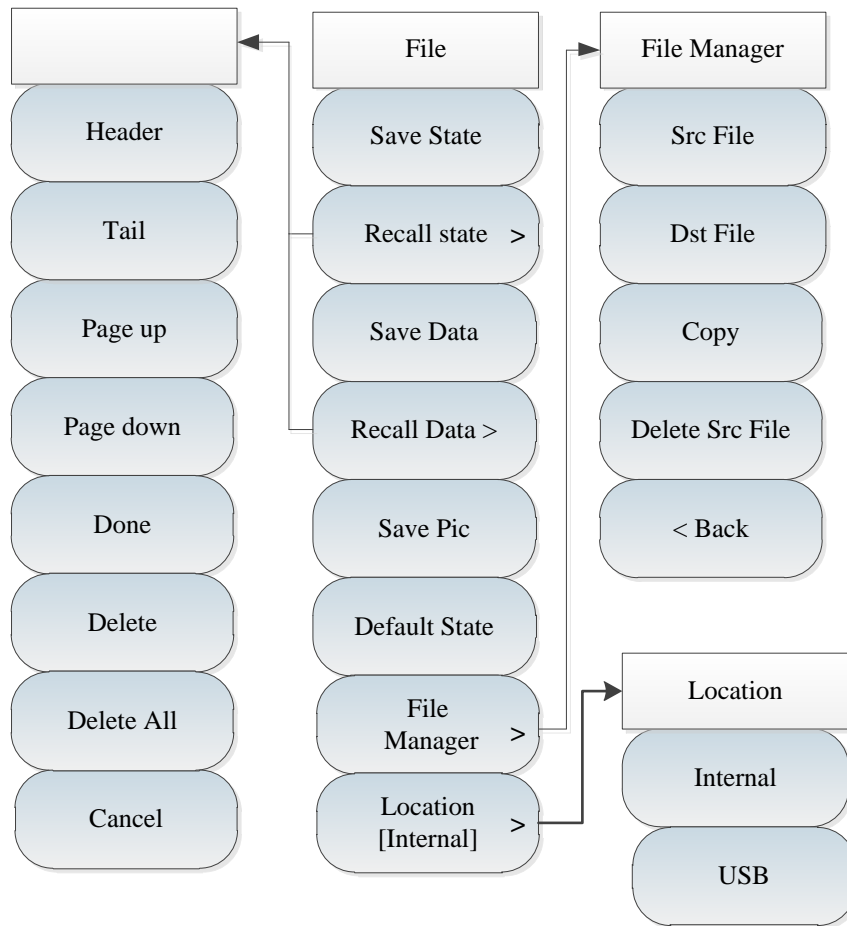 Header
Tail
Page up
Page down
Done
Delete
Delete All
Cancel
File
Save State
Recall state >
Save Data
Recall Data >
Save Pic
Default State
File
Manager >
Location
[Internal] >
File Manager
Src File
Dst File
Copy
Delete Src File
< Back
Location
Internal
USB